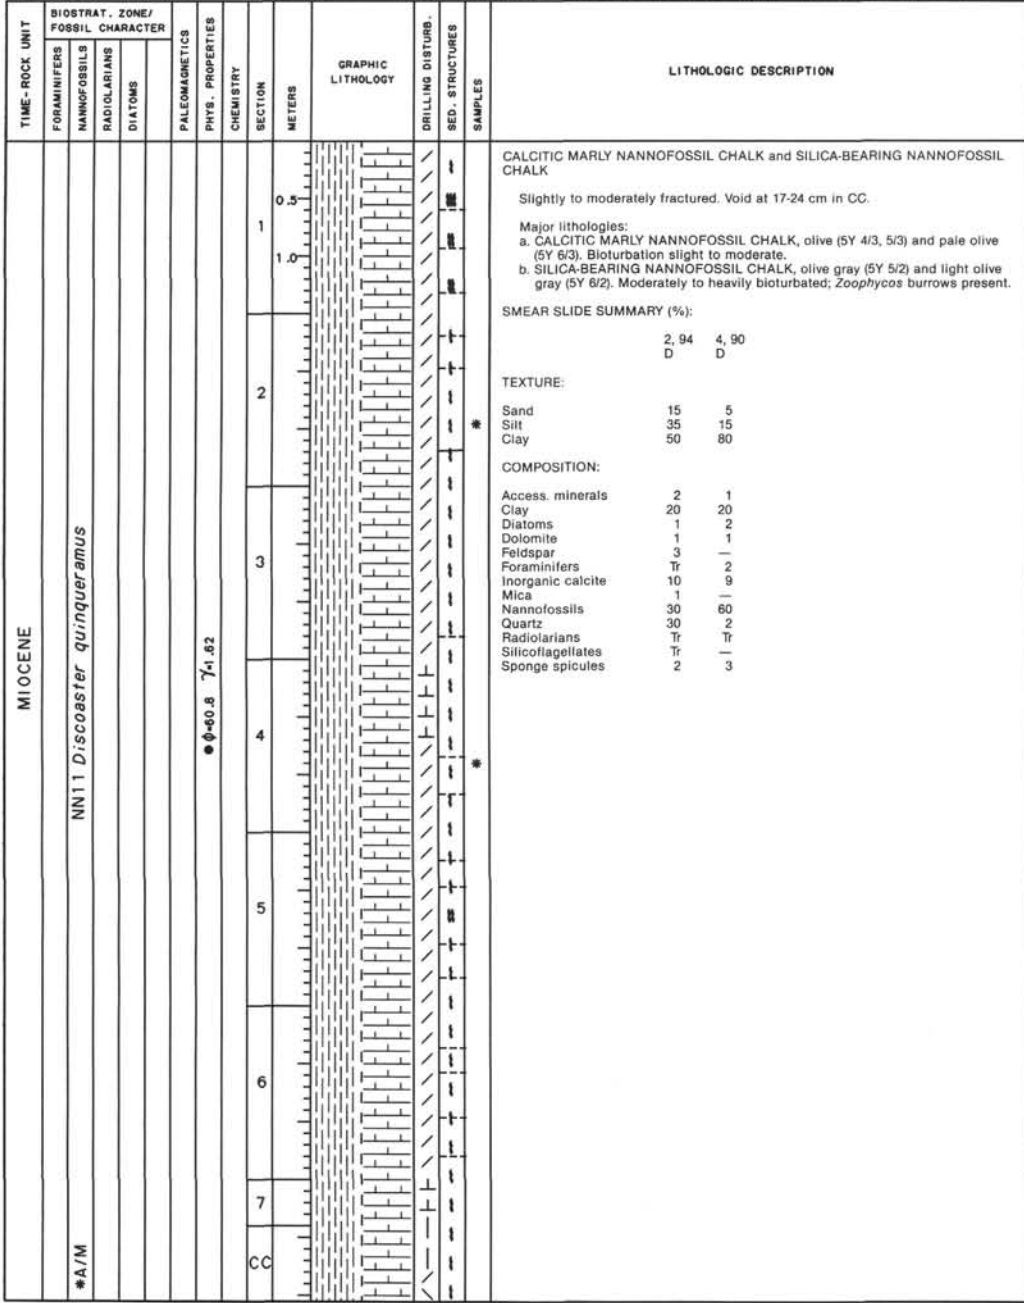 TIME-ROCK UNIT
BIOSTRAT. ZONE/
FOSSIL CHARACTER
FORAMINIFERS
NANNOFOSSILS
RADIOLARIANS
DIATOMS
PALEOMAGNETICS
PHYS. PROPERTIES
CHEMISTRY
SECTION
METERS
GRAPHIC
LITHOLOGY
DRILLING DISTURB.
SED. STRUCTURES
SAMPLES
LITHOLOGIC DESCRIPTION
MIOCENE
NN11 Discoaster quinqueramus
*A/M
●Φ=60.8 γ=1.62
1
0.5
1.0
2
3
4
5
6
7
CC
*
*
CALCITIC MARLY NANNOFOSSIL CHALK and SILICA-BEARING NANNOFOSSIL
CHALK
Slightly to moderately fractured. Void at 17-24 cm in CC.
Major lithologies:
a. CALCITIC MARLY NANNOFOSSIL CHALK, olive (5Y 4/3, 5/3) and pale olive
(5Y 6/3). Bioturbation slight to moderate.
b. SILICA-BEARING NANNOFOSSIL CHALK, olive gray (5Y 5/2) and light olive
gray (5Y 6/2). Moderately to heavily bioturbated; Zoophycos burrows present.
SMEAR SLIDE SUMMARY (%):
2, 94 4, 90
D D
TEXTURE:
Sand 15 5
Silt 35 15
Clay 50 80
COMPOSITION:
Access. minerals 2 1
Clay 20 20
Diatoms 1 2
Dolomite 1 1
Feldspar 3 —
Foraminifers Tr 2
Inorganic calcite 10 9
Mica 1 —
Nannofossils 30 60
Quartz 30 2
Radiolarians Tr Tr
Silicoflagellates Tr —
Sponge spicules 2 3